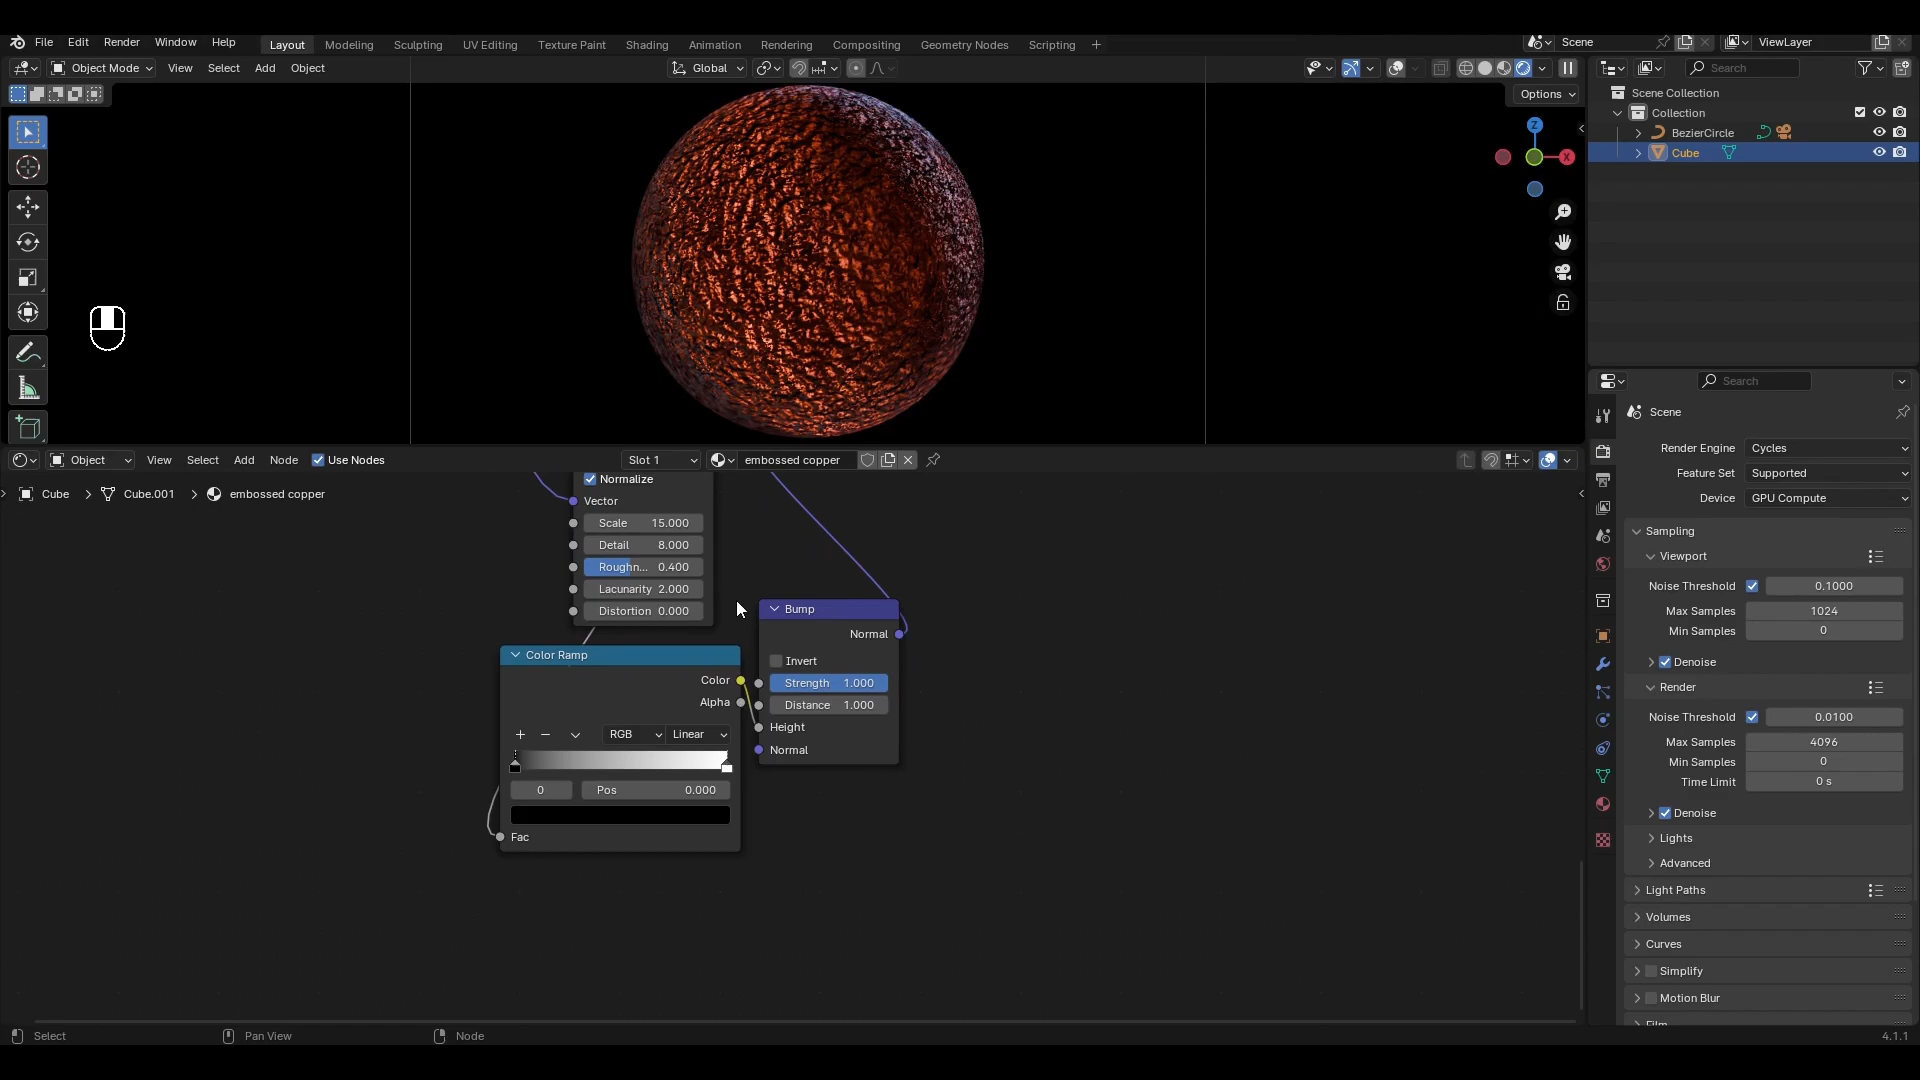 File Edit Render Window Help Layout Modeling Sculpting UV Editing Texture Paint Shading Animation Rendering Compositing Geometry Nodes Scripting + Scene ViewLayer
Object Mode View Select Add Object Global Search
Options
Z
X
Scene Collection
Collection
BezierCircle
Cube
Search
Scene
Render Engine Cycles
Feature Set Supported
Device GPU Compute
Sampling
Viewport
Noise Threshold 0.1000
Max Samples 1024
Min Samples 0
Denoise
Render
Noise Threshold 0.0100
Max Samples 4096
Min Samples 0
Time Limit 0 s
Denoise
Lights
Advanced
Light Paths
Volumes
Curves
Simplify
Motion Blur
Film
Object View Select Add Node Use Nodes Slot 1 embossed copper
Cube Cube.001 embossed copper
Normalize
Vector
Scale 15.000
Detail 8.000
Roughn... 0.400
Lacunarity 2.000
Distortion 0.000
Color Ramp
Color
Alpha
+ − RGB Linear
0 Pos 0.000
Fac
Bump
Normal
Invert
Strength 1.000
Distance 1.000
Height
Normal
Select Pan View Node 4.1.1